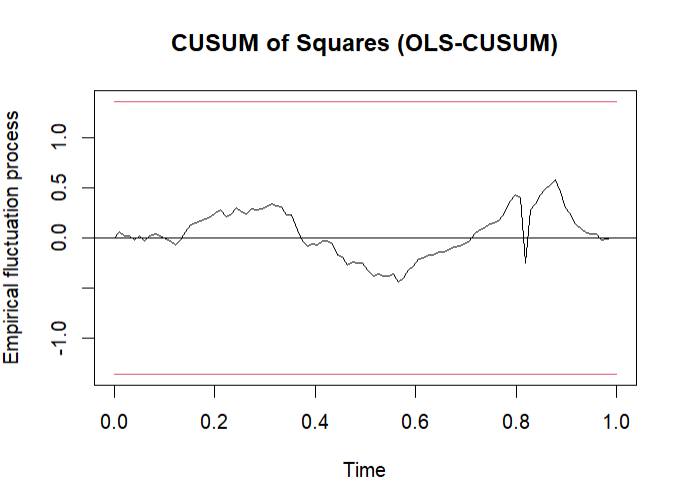 CUSUM of Squares (OLS-CUSUM)
Empirical fluctuation process
1.0
0.5
0.0
-1.0
0.0 0.2 0.4 0.6 0.8 1.0
Time